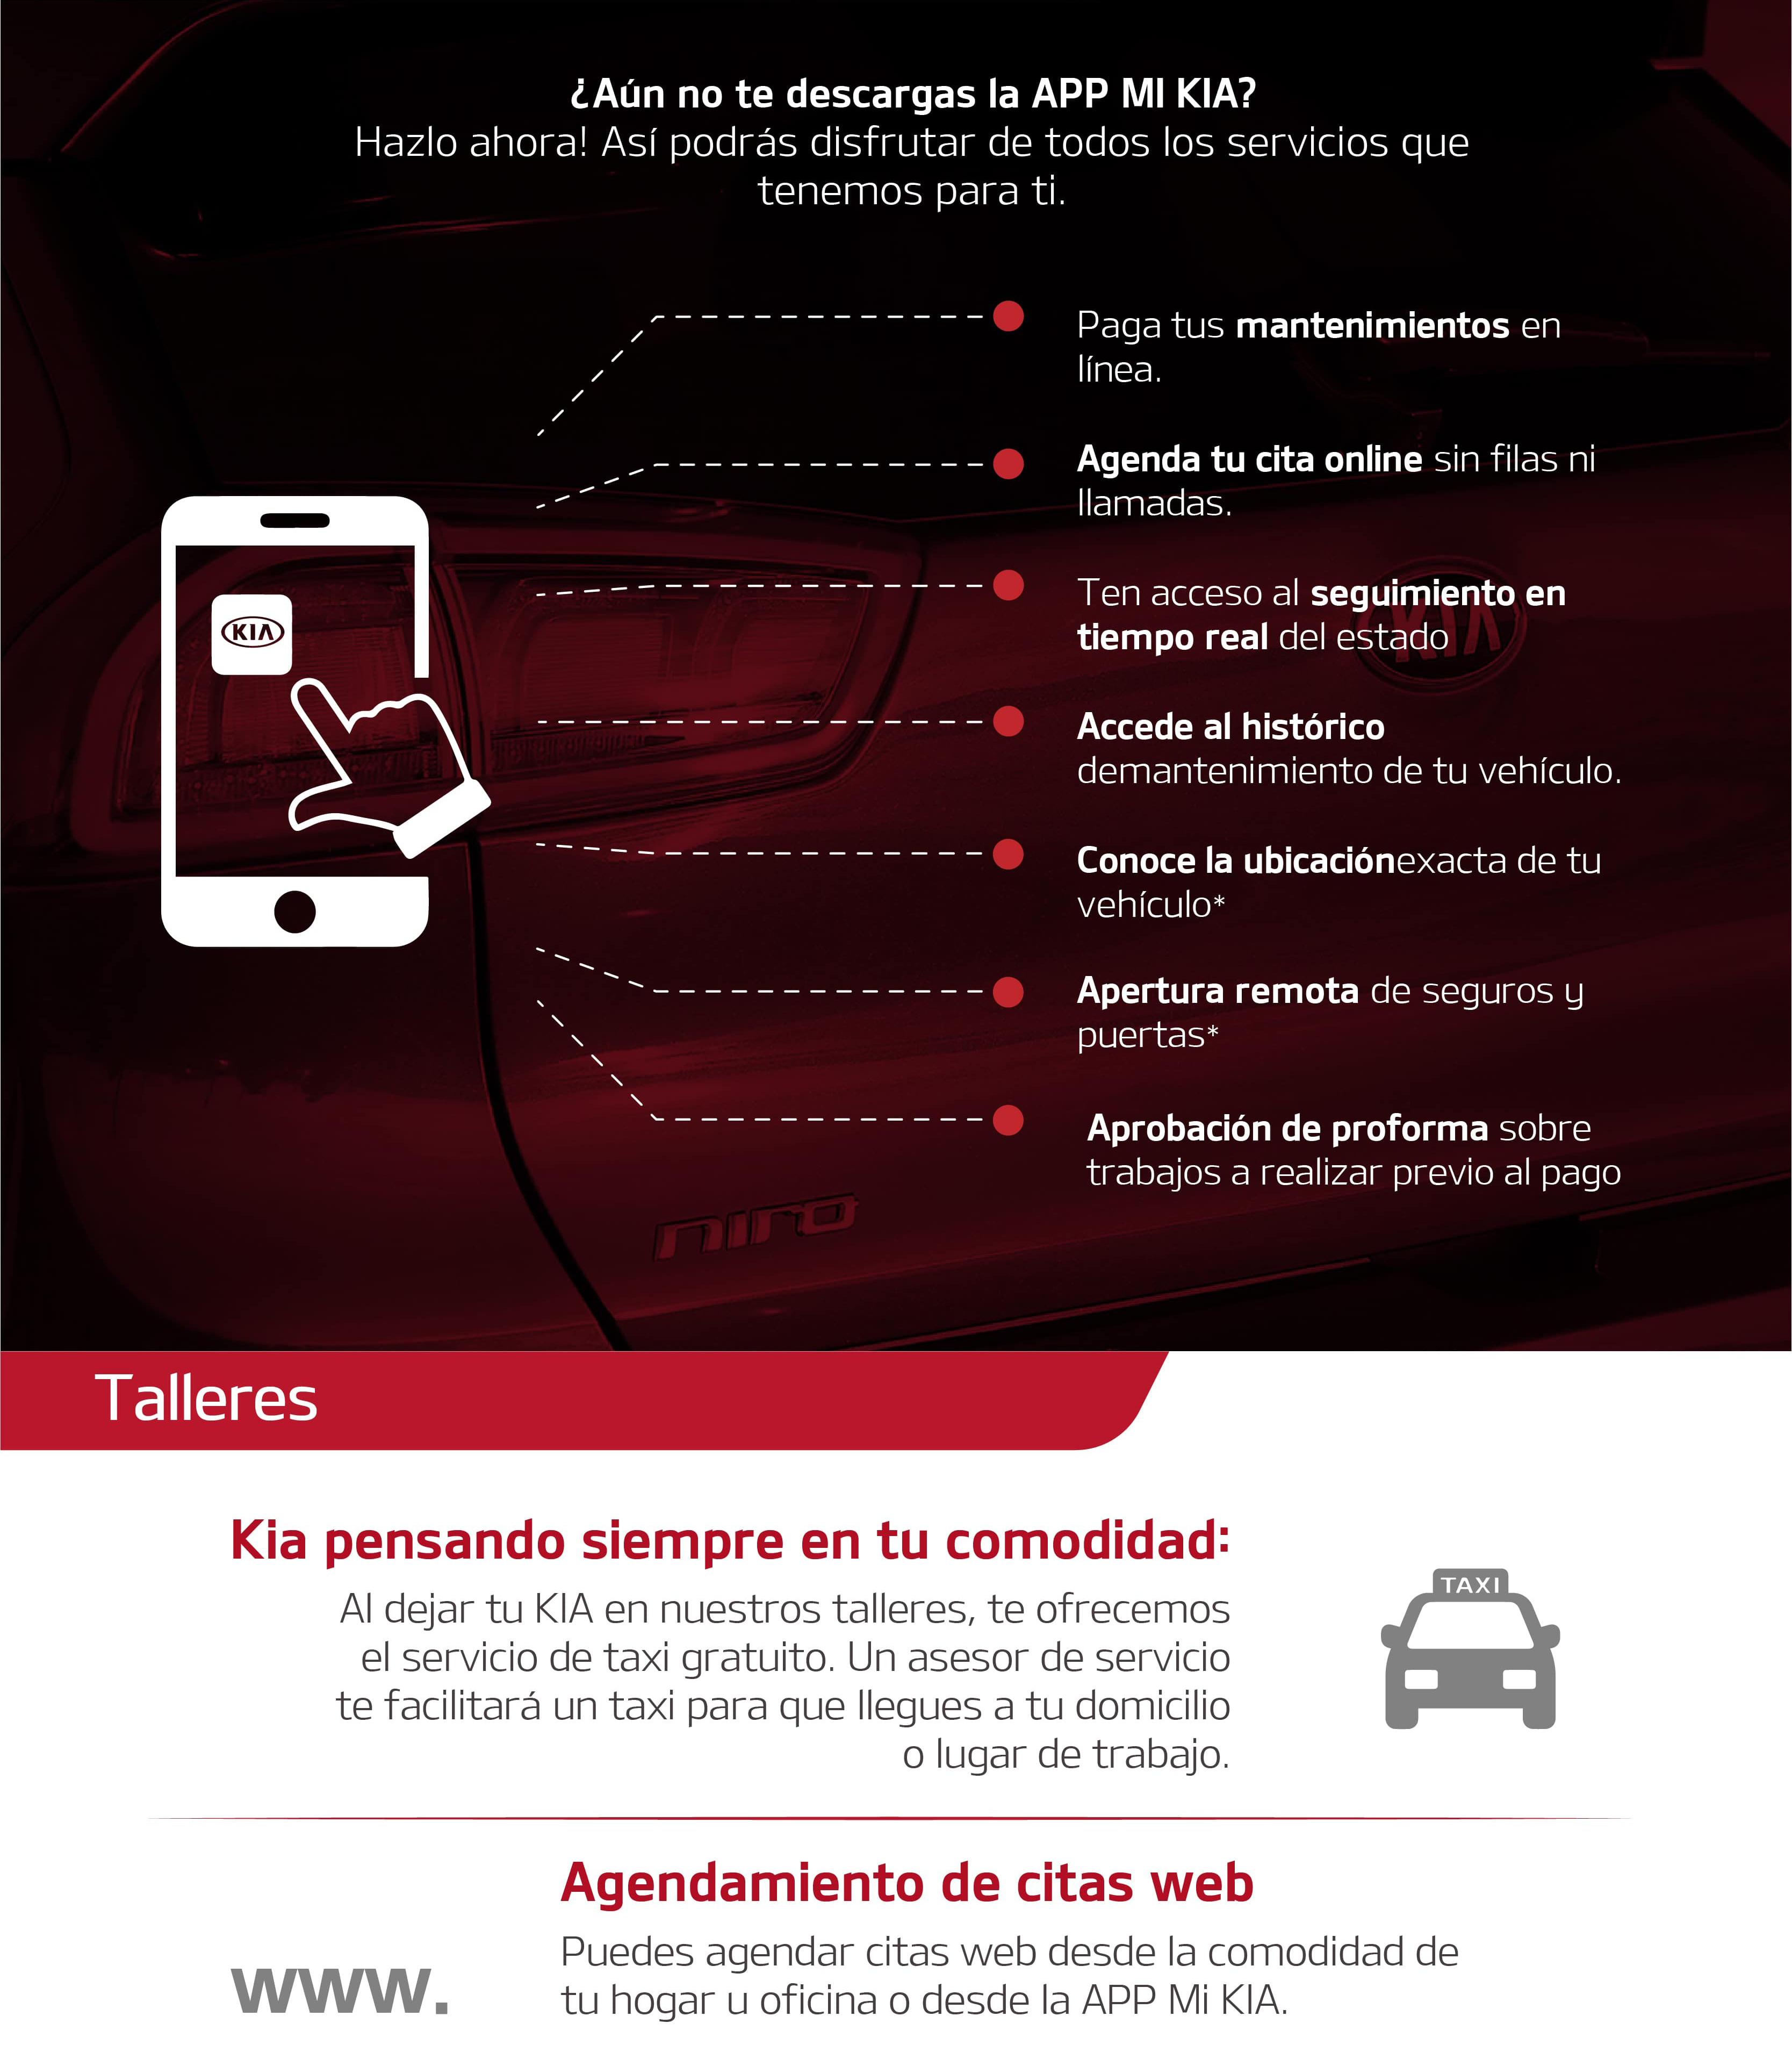 ¿Aún no te descargas la APP MI KIA?
Hazlo ahora! Así podrás disfrutar de todos los servicios que
tenemos para ti.
Paga tus mantenimientos en
línea.
Agenda tu cita online sin filas ni
llamadas.
Ten acceso al seguimiento en
tiempo real del estado
KIA
KIA
Accede al histórico
demantenimiento de tu vehículo.
Conoce la ubicaciónexacta de tu
vehículo*
Apertura remota de seguros y
puertas*
Aprobación de proforma sobre
trabajos a realizar previo al pago
niro
Talleres
Kia pensando siempre en tu comodidad:
TAXI
Al dejar tu KIA en nuestros talleres, te ofrecemos
el servicio de taxi gratuito. Un asesor de servicio
te facilitará un taxi para que llegues a tu domicilio
o lugar de trabajo.
Agendamiento de citas web
www.
Puedes agendar citas web desde la comodidad de
tu hogar u oficina o desde la APP Mi KIA.